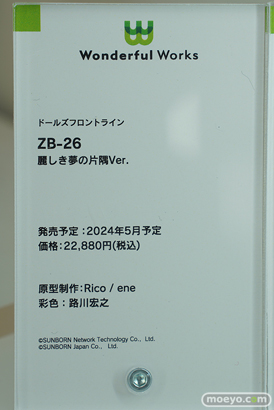 Wonderful Works
ドールズフロントライン
ZB-26
麗しき夢の片隅Ver.
発売予定：2024年5月予定
価格：22,880円(税込)
原型制作：Rico / ene
彩色：路川宏之
©SUNBORN Network Technology Co., Ltd.
©SUNBORN Japan Co., Ltd.
moeyo.com